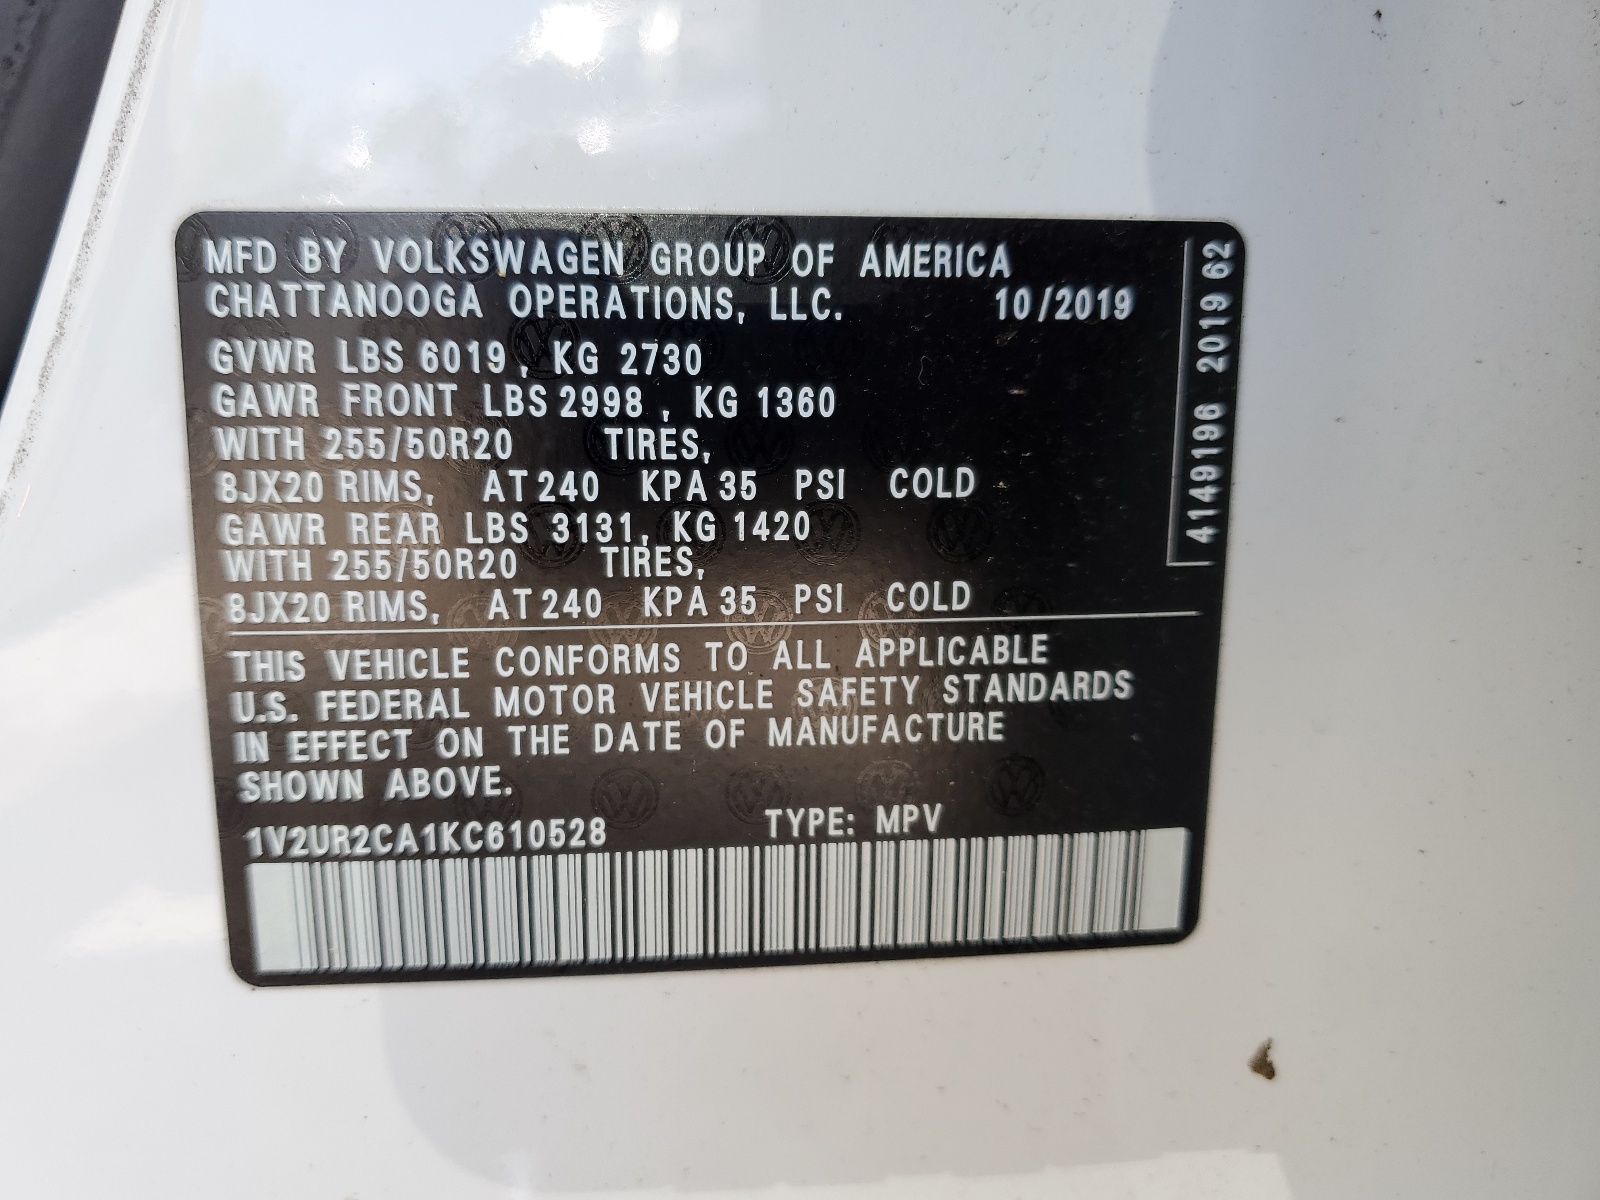 MFD BY VOLKSWAGEN GROUP OF AMERICA
CHATTANOOGA OPERATIONS, LLC. 10/2019
GVWR LBS 6019 , KG 2730
GAWR FRONT LBS 2998 , KG 1360
WITH 255/50R20 TIRES,
8JX20 RIMS, AT 240 KPA 35 PSI COLD
GAWR REAR LBS 3131, KG 1420
WITH 255/50R20 TIRES,
8JX20 RIMS, AT 240 KPA 35 PSI COLD
THIS VEHICLE CONFORMS TO ALL APPLICABLE
U.S. FEDERAL MOTOR VEHICLE SAFETY STANDARDS
IN EFFECT ON THE DATE OF MANUFACTURE
SHOWN ABOVE.
1V2UR2CA1KC610528 TYPE: MPV
4149196 2019 62